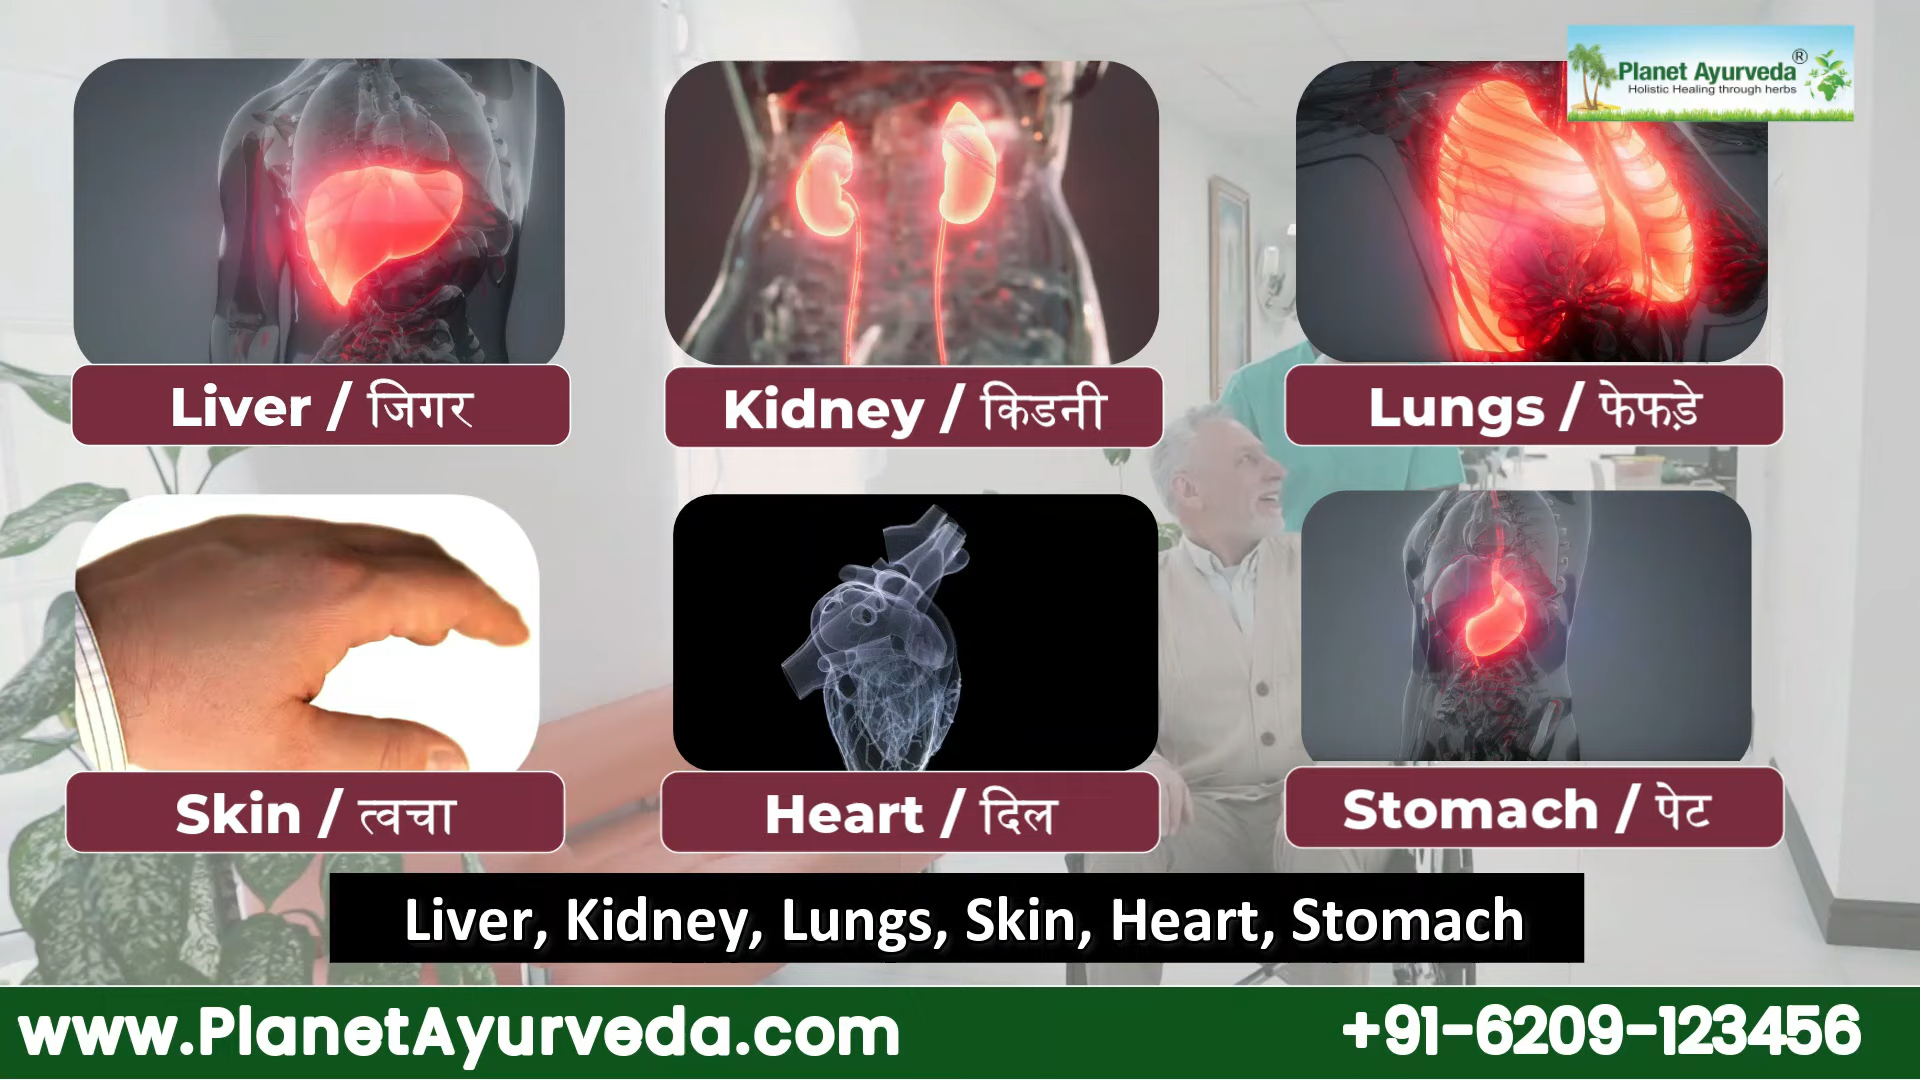 Planet Ayurveda®
Holistic Healing through herbs
Liver / जिगर
Kidney / किडनी
Lungs / फेफड़े
Skin / त्वचा
Heart / दिल
Stomach / पेट
Liver, Kidney, Lungs, Skin, Heart, Stomach
www.PlanetAyurveda.com
+91-6209-123456